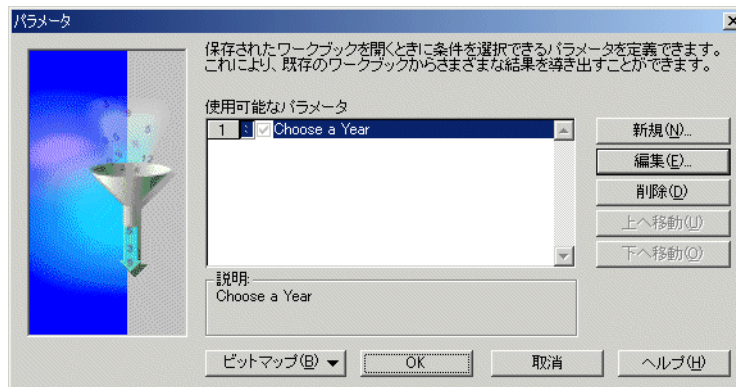 パラメータ
保存されたワークブックを開くときに条件を選択できるパラメータを定義できます。
これにより、既存のワークブックからさまざまな結果を導き出すことができます。
使用可能なパラメータ
1 : Choose a Year
新規(N)...
編集(E)...
削除(D)
上へ移動(U)
下へ移動(O)
説明:
Choose a Year
ビットマップ(B)
OK
取消
ヘルプ(H)